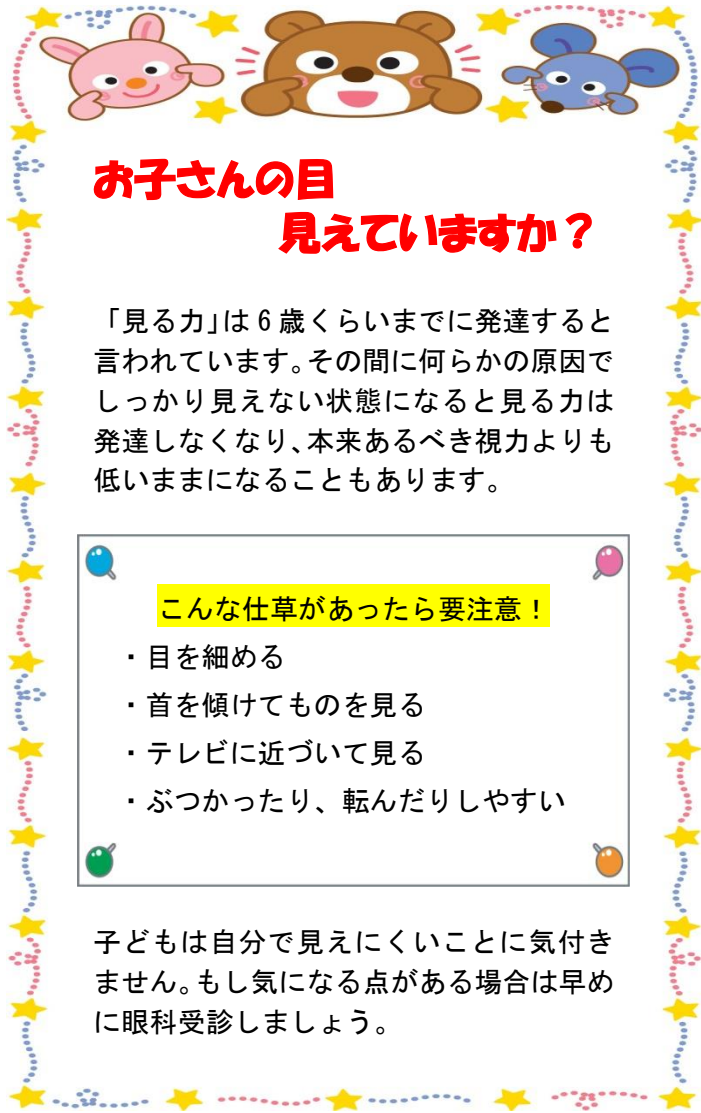 お子さんの目
見えていますか？
「見る力」は６歳くらいまでに発達すると
言われています。その間に何らかの原因で
しっかり見えない状態になると見る力は
発達しなくなり、本来あるべき視力よりも
低いままになることもあります。
こんな仕草があったら要注意！
・目を細める
・首を傾けてものを見る
・テレビに近づいて見る
・ぶつかったり、転んだりしやすい
子どもは自分で見えにくいことに気付き
ません。もし気になる点がある場合は早め
に眼科受診しましょう。